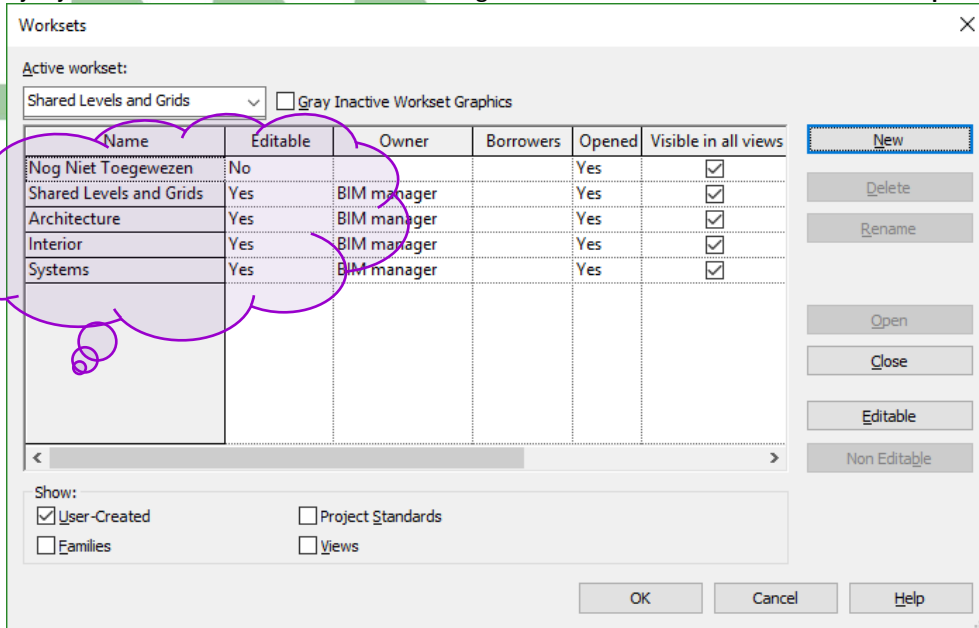 Worksets
Active workset:
Shared Levels and Grids Gray Inactive Workset Graphics
Name Editable Owner Borrowers Opened Visible in all views New
Nog Niet Toegewezen No Yes
Shared Levels and Grids Yes BIM manager Yes Delete
Architecture Yes BIM manager Yes Rename
Interior Yes BIM manager Yes
Systems Yes BIM manager Yes
Open
Close
Editable
Non Editable
Show:
User-Created Project Standards
Families Views
OK Cancel Help